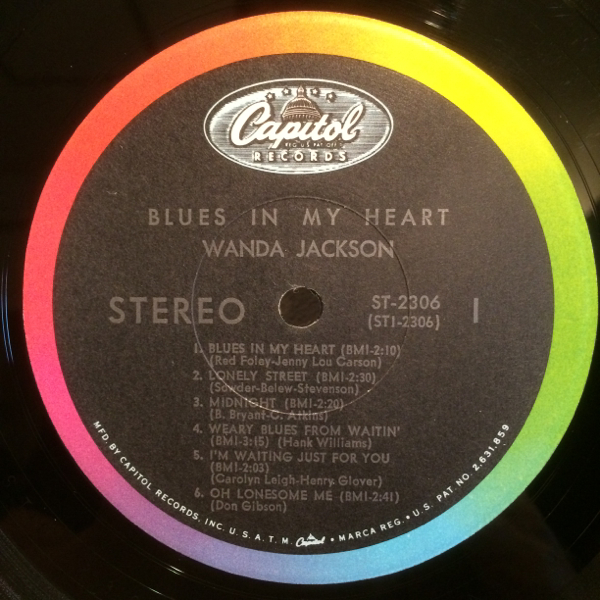 Capitol
REG. U.S. PAT. OFF.
RECORDS
BLUES IN MY HEART
WANDA JACKSON
STEREO
ST-2306
(ST1-2306)
1
1. BLUES IN MY HEART (BMI-2:10)
(Red Foley-Jenny Lou Carson)
2. LONELY STREET (BMI-2:30)
(Sowder-Belew-Stevenson)
3. MIDNIGHT (BMI-2:20)
(B. Bryant-C. Atkins)
4. WEARY BLUES FROM WAITIN'
(BMI-3:15) (Hank Williams)
5. I'M WAITING JUST FOR YOU
(BMI-2:03)
(Carolyn Leigh-Henry Glover)
6. OH LONESOME ME (BMI-2:41)
(Don Gibson)
MFD. BY CAPITOL RECORDS, INC. U. S. A. T. M. Capitol • MARCA REG. • U.S. PAT. NO. 2,631,859